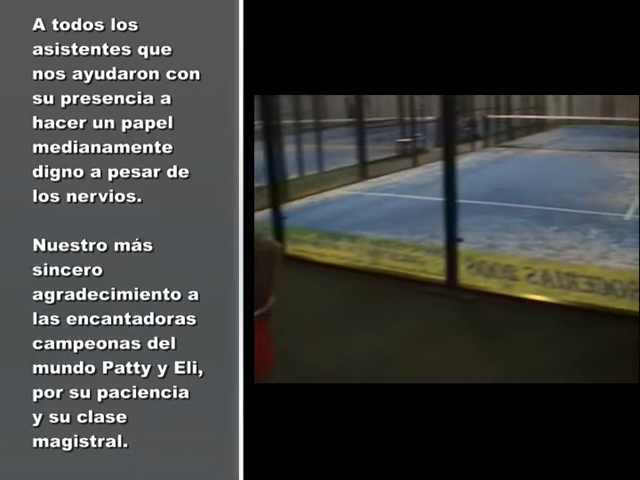 A todos los
asistentes que
nos ayudaron con
su presencia a
hacer un papel
medianamente
digno a pesar de
los nervios.
Nuestro más
sincero
agradecimiento a
las encantadoras
campeonas del
mundo Patty y Eli,
por su paciencia
y su clase
magistral.